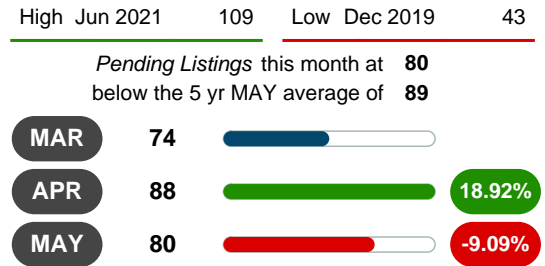 High Jun 2021 109 Low Dec 2019 43
Pending Listings this month at 80
below the 5 yr MAY average of 89
MAR 74
APR 88 18.92%
MAY 80 -9.09%